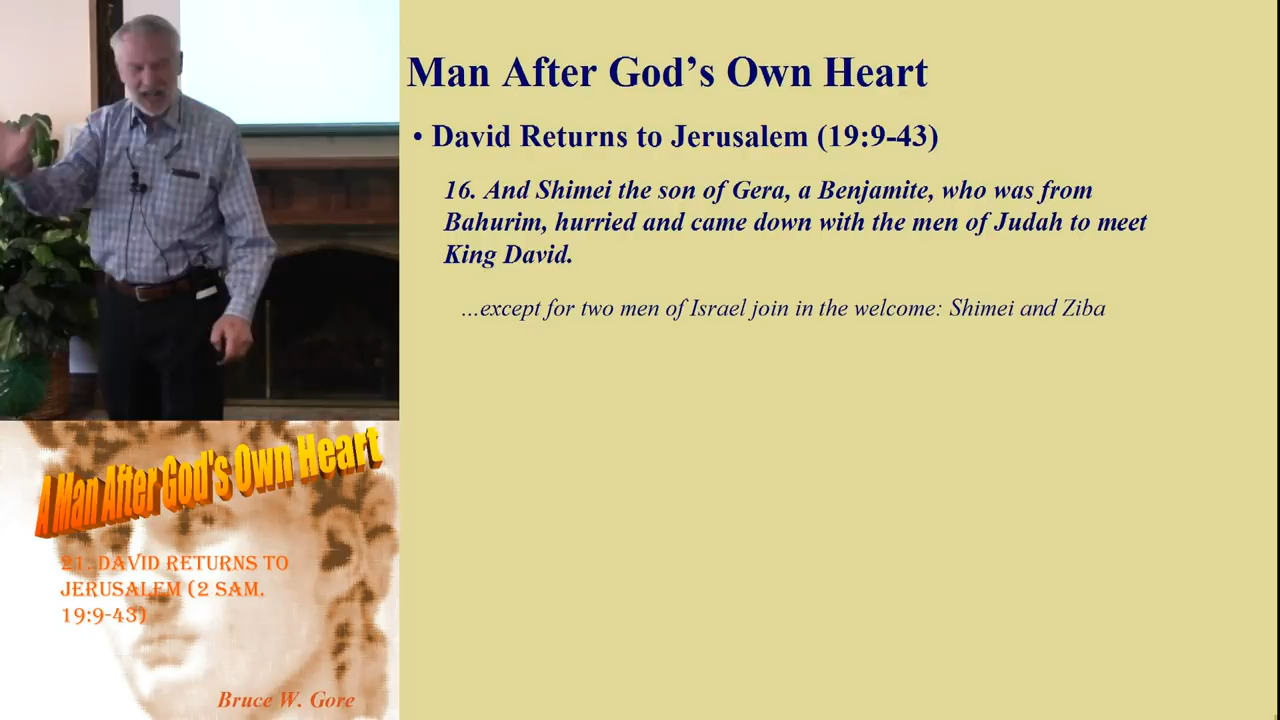 Man After God's Own Heart
• David Returns to Jerusalem (19:9-43)
16. And Shimei the son of Gera, a Benjamite, who was from
Bahurim, hurried and came down with the men of Judah to meet
King David.
...except for two men of Israel join in the welcome: Shimei and Ziba
A Man After God's Own Heart
21. DAVID RETURNS TO
JERUSALEM (2 SAM.
19:9-43)
Bruce W. Gore